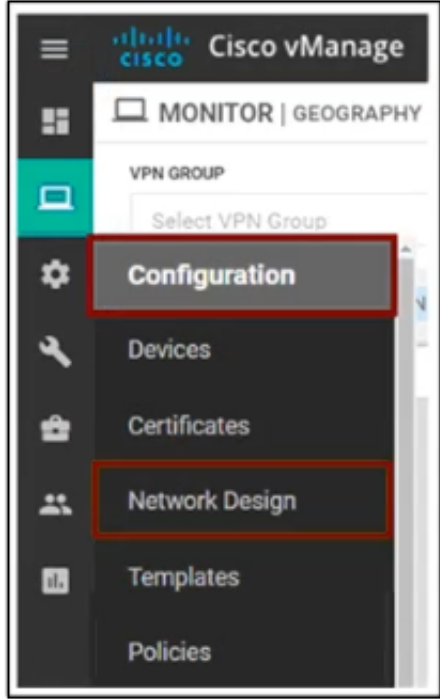 CISCO Cisco vManage
MONITOR | GEOGRAPHY
VPN GROUP
Select VPN Group
Configuration
Devices
Certificates
Network Design
Templates
Policies